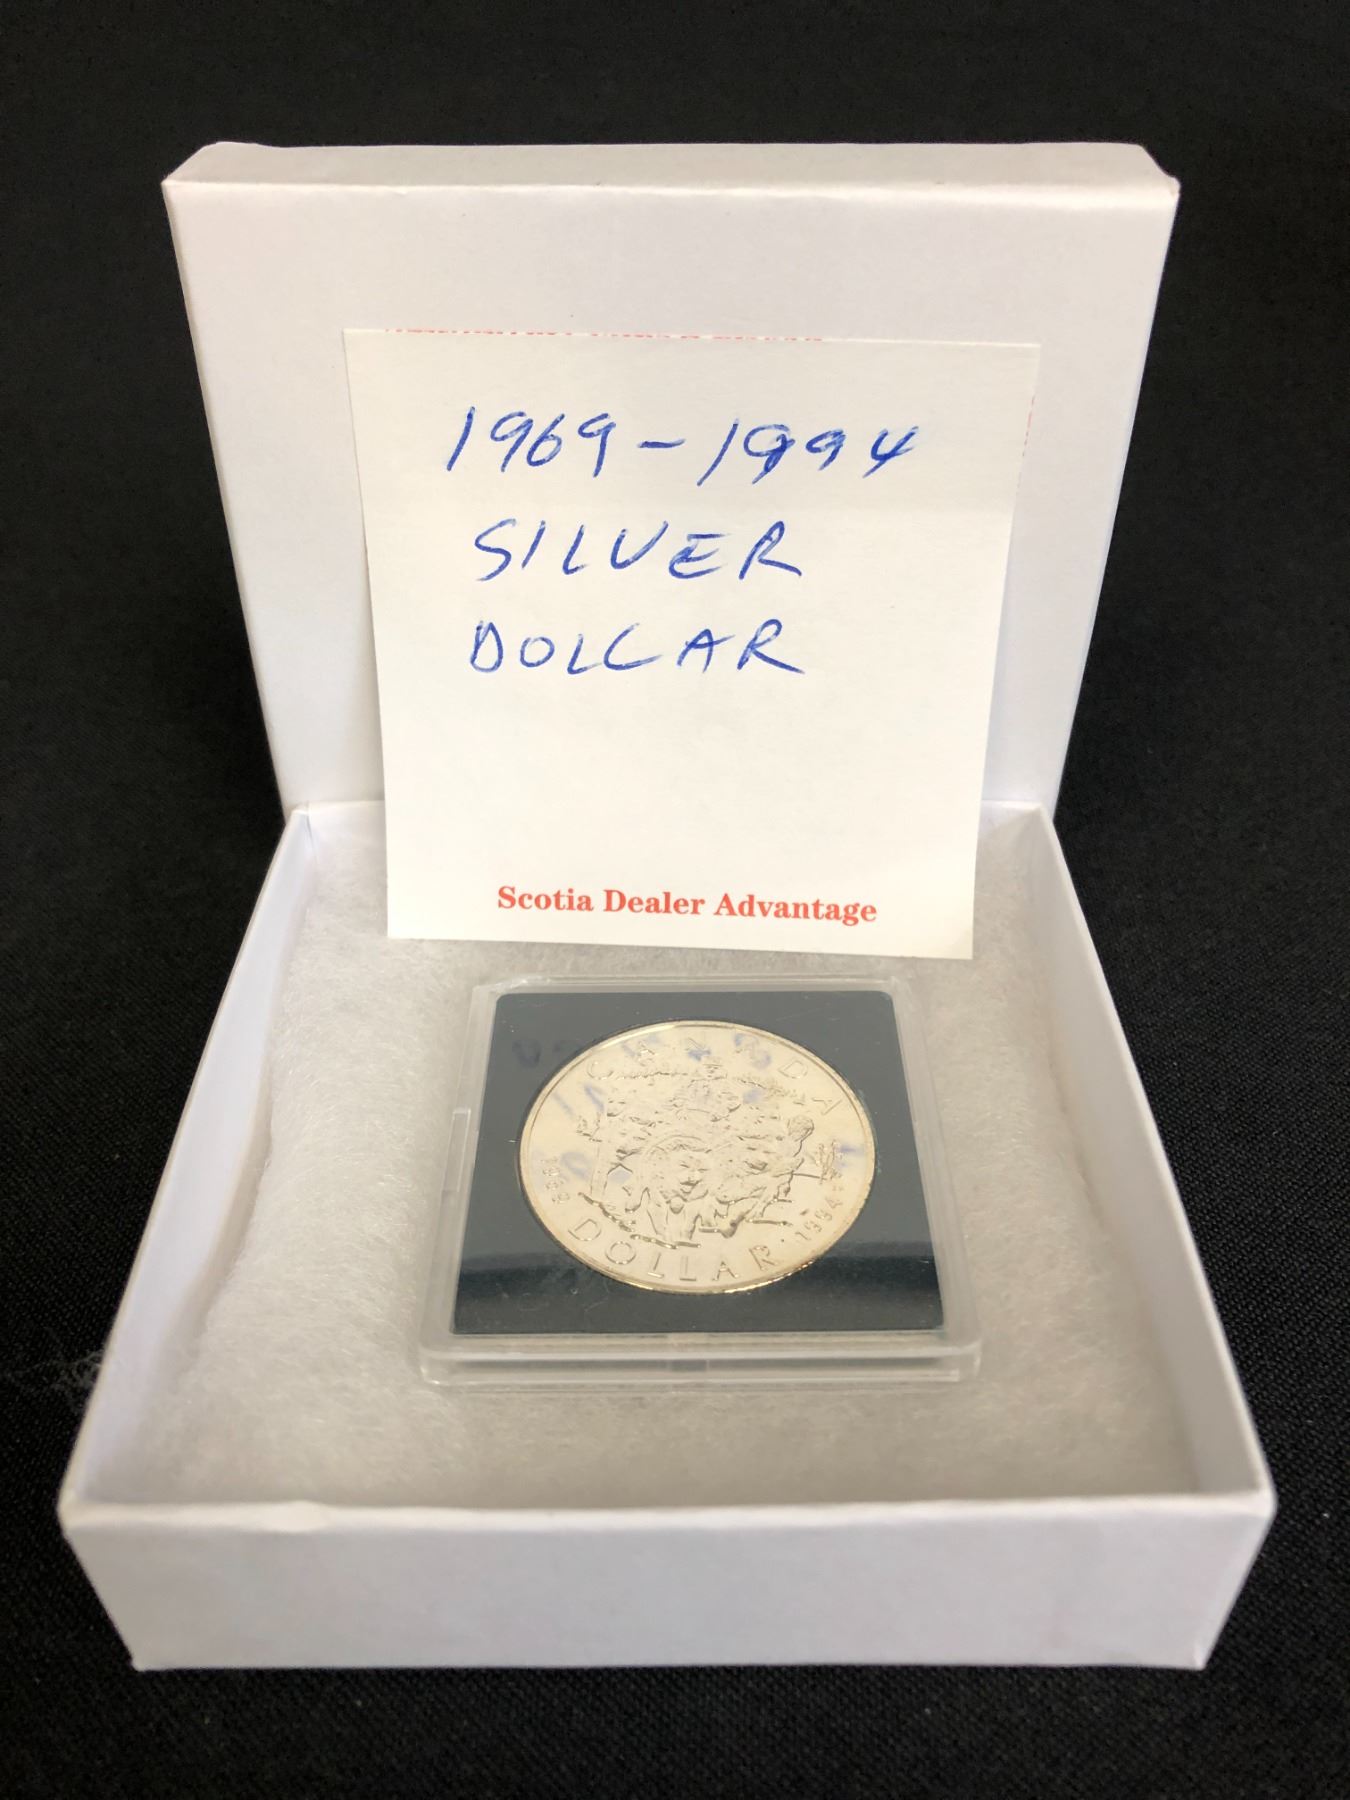 1969-1994
SILVER
DOLLAR
Scotia Dealer Advantage
CANADA
1969
1994
DOLLAR